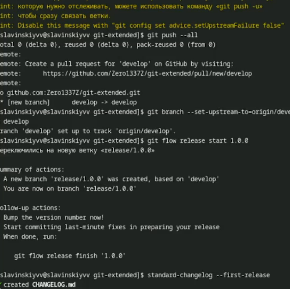 int: которую нужно отслеживать, можете использовать команду «git push -u»
int: чтобы сразу связать ветки.
int: Disable this message with "git config set advice.setUpstreamFailure false"
slavinskiyvv@slavinskiyvv git-extended]$ git push --all
otal 0 (delta 0), reused 0 (delta 0), pack-reused 0 (from 0)
emote:
emote: Create a pull request for 'develop' on GitHub by visiting:
emote:      https://github.com/Zero1337Z/git-extended/pull/new/develop
emote:
o github.com:Zero1337Z/git-extended.git
* [new branch]      develop -> develop
slavinskiyvv@slavinskiyvv git-extended]$ git branch --set-upstream-to=origin/deve
develop
ranch 'develop' set up to track 'origin/develop'.
slavinskiyvv@slavinskiyvv git-extended]$ git flow release start 1.0.0
ереключились на новую ветку «release/1.0.0»
ummary of actions:
A new branch 'release/1.0.0' was created, based on 'develop'
You are now on branch 'release/1.0.0'
ollow-up actions:
Bump the version number now!
Start committing last-minute fixes in preparing your release
When done, run:
git flow release finish '1.0.0'
slavinskiyvv@slavinskiyvv git-extended]$ standard-changelog --first-release
created CHANGELOG.md